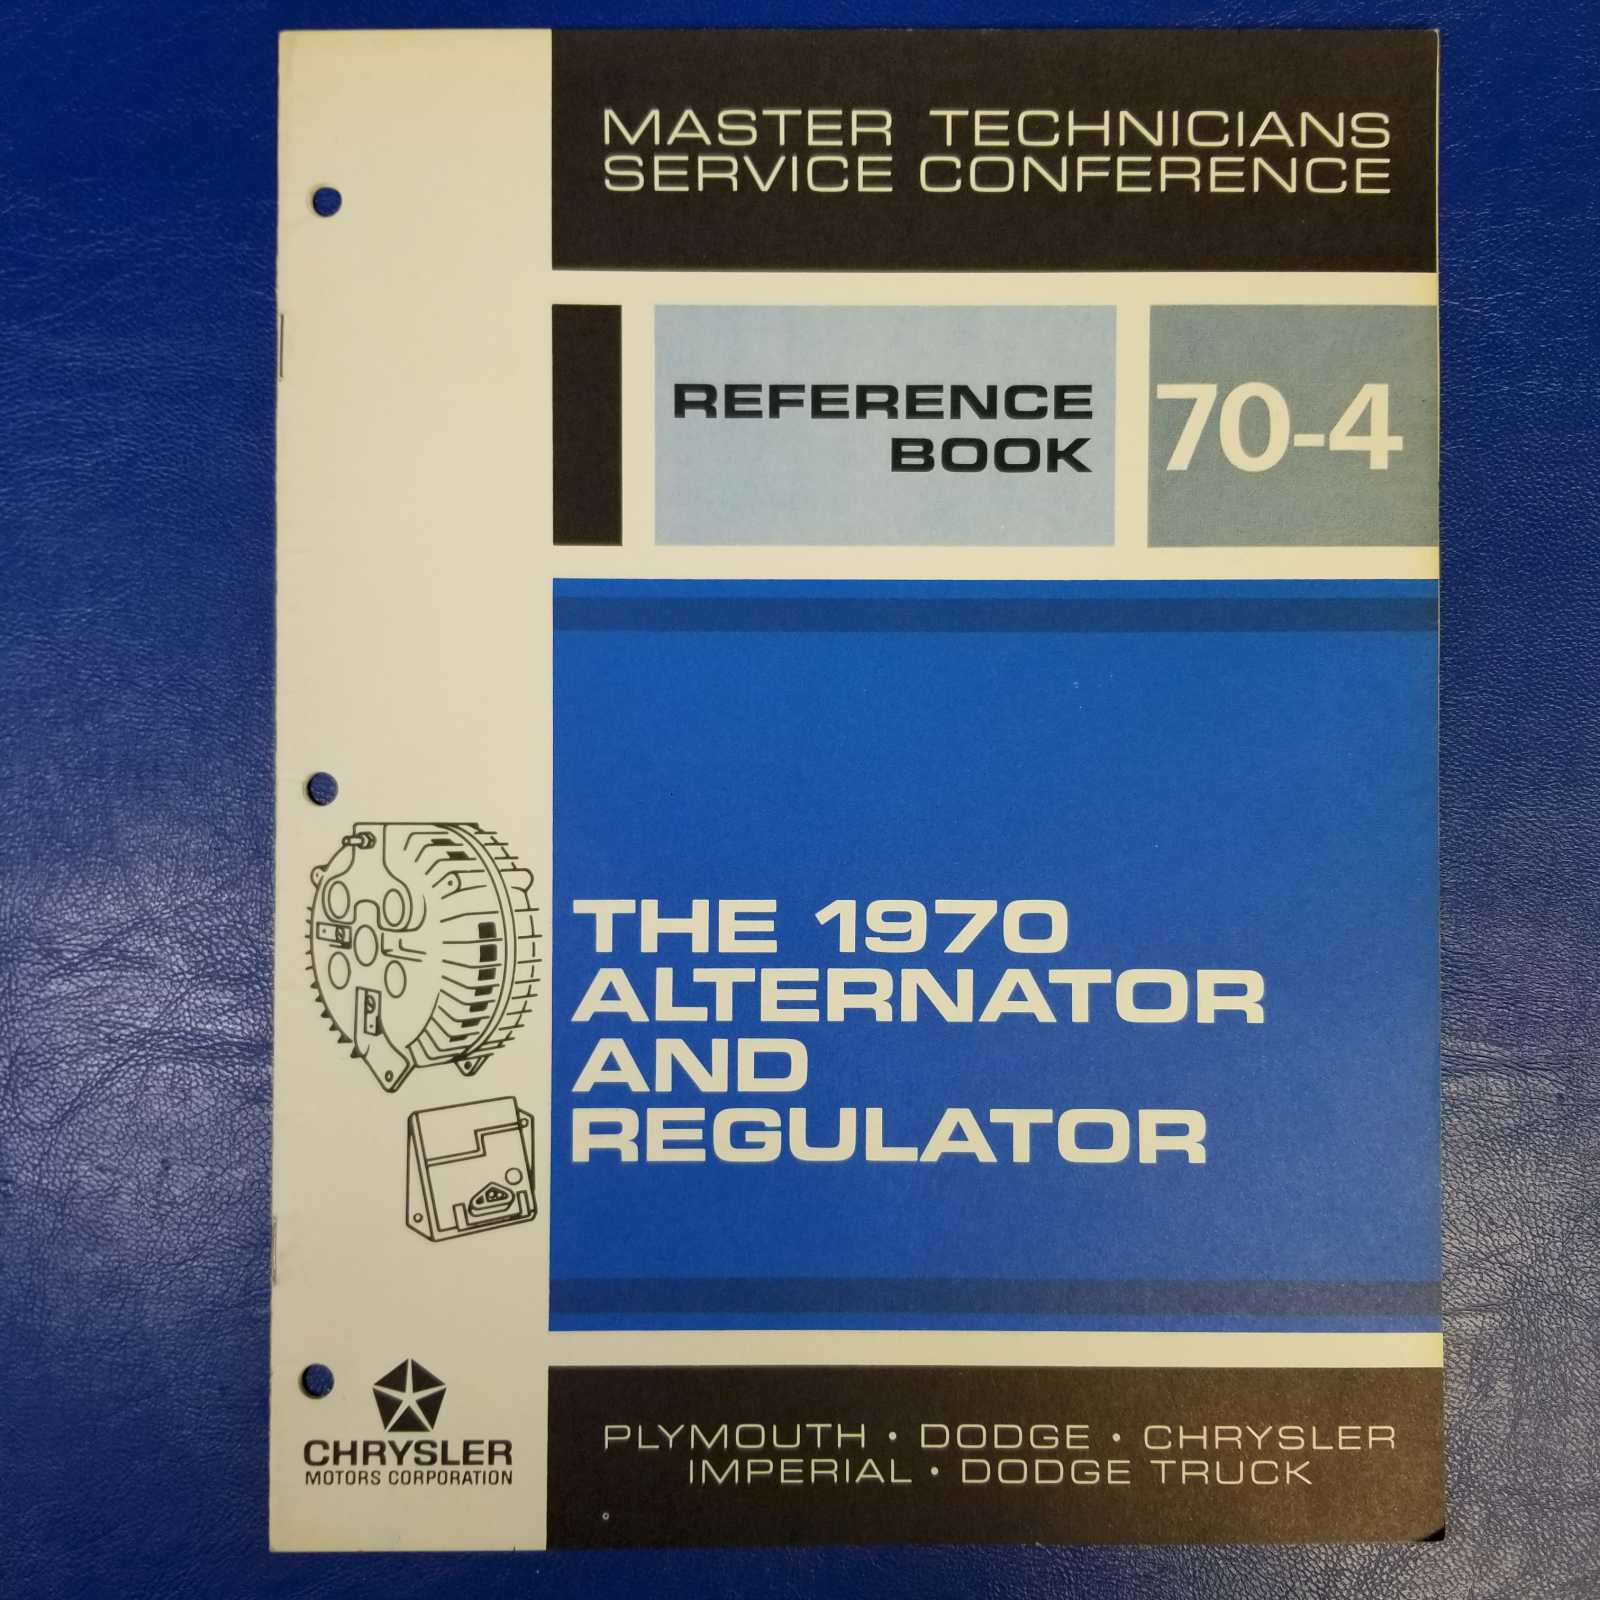 MASTER TECHNICIANS
SERVICE CONFERENCE
REFERENCE
BOOK
70-4
THE 1970
ALTERNATOR
AND
REGULATOR
CHRYSLER
MOTORS CORPORATION
PLYMOUTH • DODGE • CHRYSLER
IMPERIAL • DODGE TRUCK